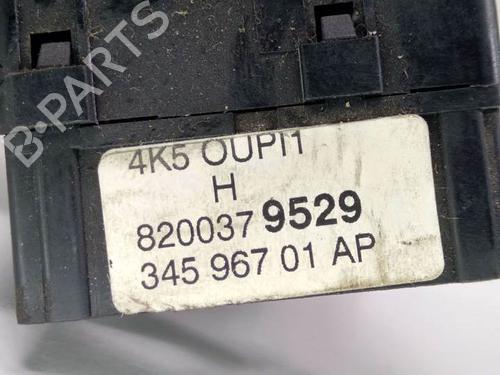 B-PARTS
4K5 OUPI1
H
8200379529
345 967 01 AP